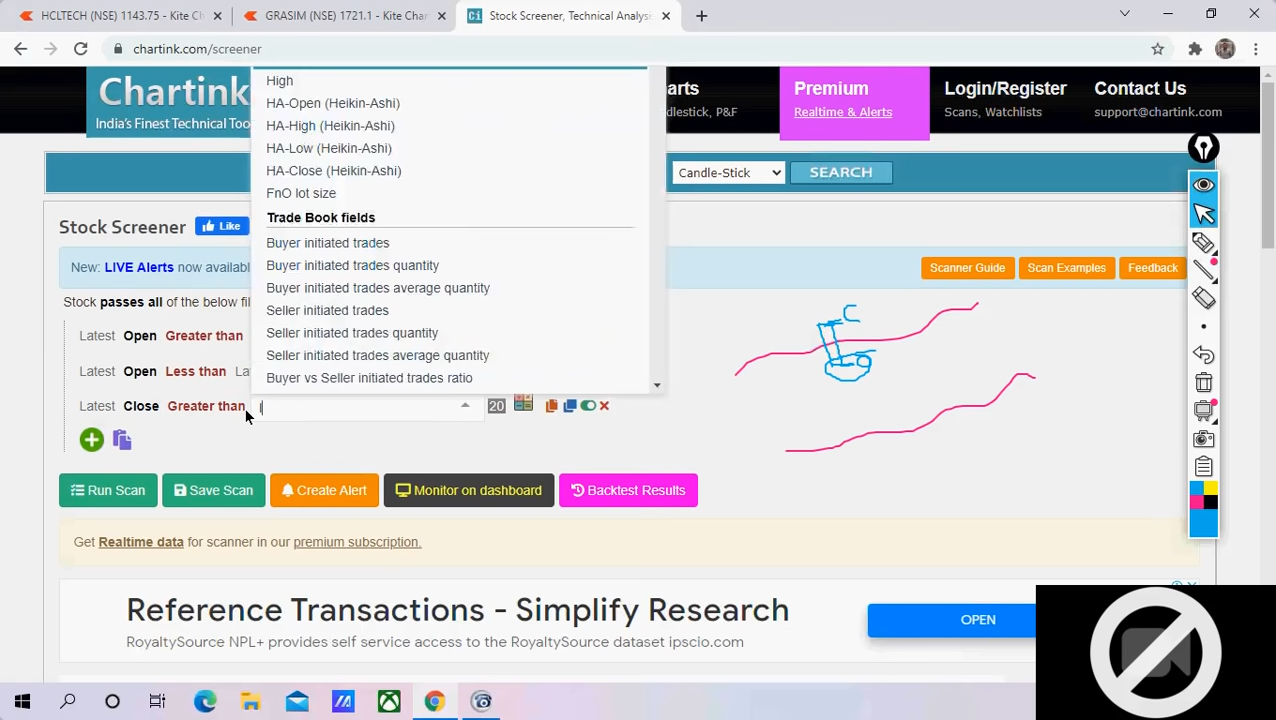 HCLTECH (NSE) 1143.75 - Kite Ch
GRASIM (NSE) 1721.1 - Kite Char
Stock Screener, Technical Analys
chartink.com/screener
Chartink
India's Finest Technical Too
arts
dlestick, P&F
Premium
Realtime & Alerts
Login/Register
Scans, Watchlists
Contact Us
support@chartink.com
Candle-Stick
SEARCH
High
HA-Open (Heikin-Ashi)
HA-High (Heikin-Ashi)
HA-Low (Heikin-Ashi)
HA-Close (Heikin-Ashi)
FnO lot size
Trade Book fields
Buyer initiated trades
Buyer initiated trades quantity
Buyer initiated trades average quantity
Seller initiated trades
Seller initiated trades quantity
Seller initiated trades average quantity
Buyer vs Seller initiated trades ratio
Stock Screener
Like
New: LIVE Alerts now availabl
Scanner Guide
Scan Examples
Feedback
Stock passes all of the below fil
Latest Open Greater than
Latest Open Less than La
Latest Close Greater than
20
C
Run Scan
Save Scan
Create Alert
Monitor on dashboard
Backtest Results
Get Realtime data for scanner in our premium subscription.
Reference Transactions - Simplify Research
RoyaltySource NPL+ provides self service access to the RoyaltySource dataset ipscio.com
OPEN